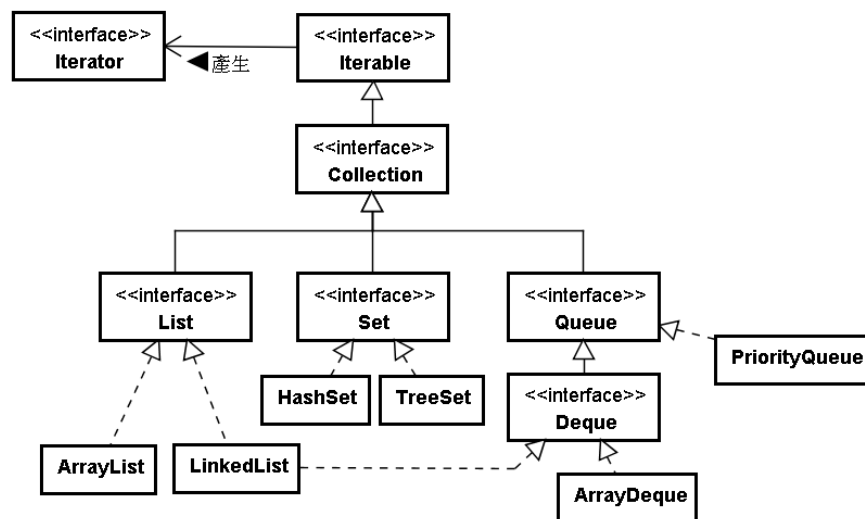 <<interface>>
Iterator
◀產生
<<interface>>
Iterable
<<interface>>
Collection
<<interface>>
List
<<interface>>
Set
<<interface>>
Queue
PriorityQueue
HashSet
TreeSet
<<interface>>
Deque
ArrayList
LinkedList
ArrayDeque